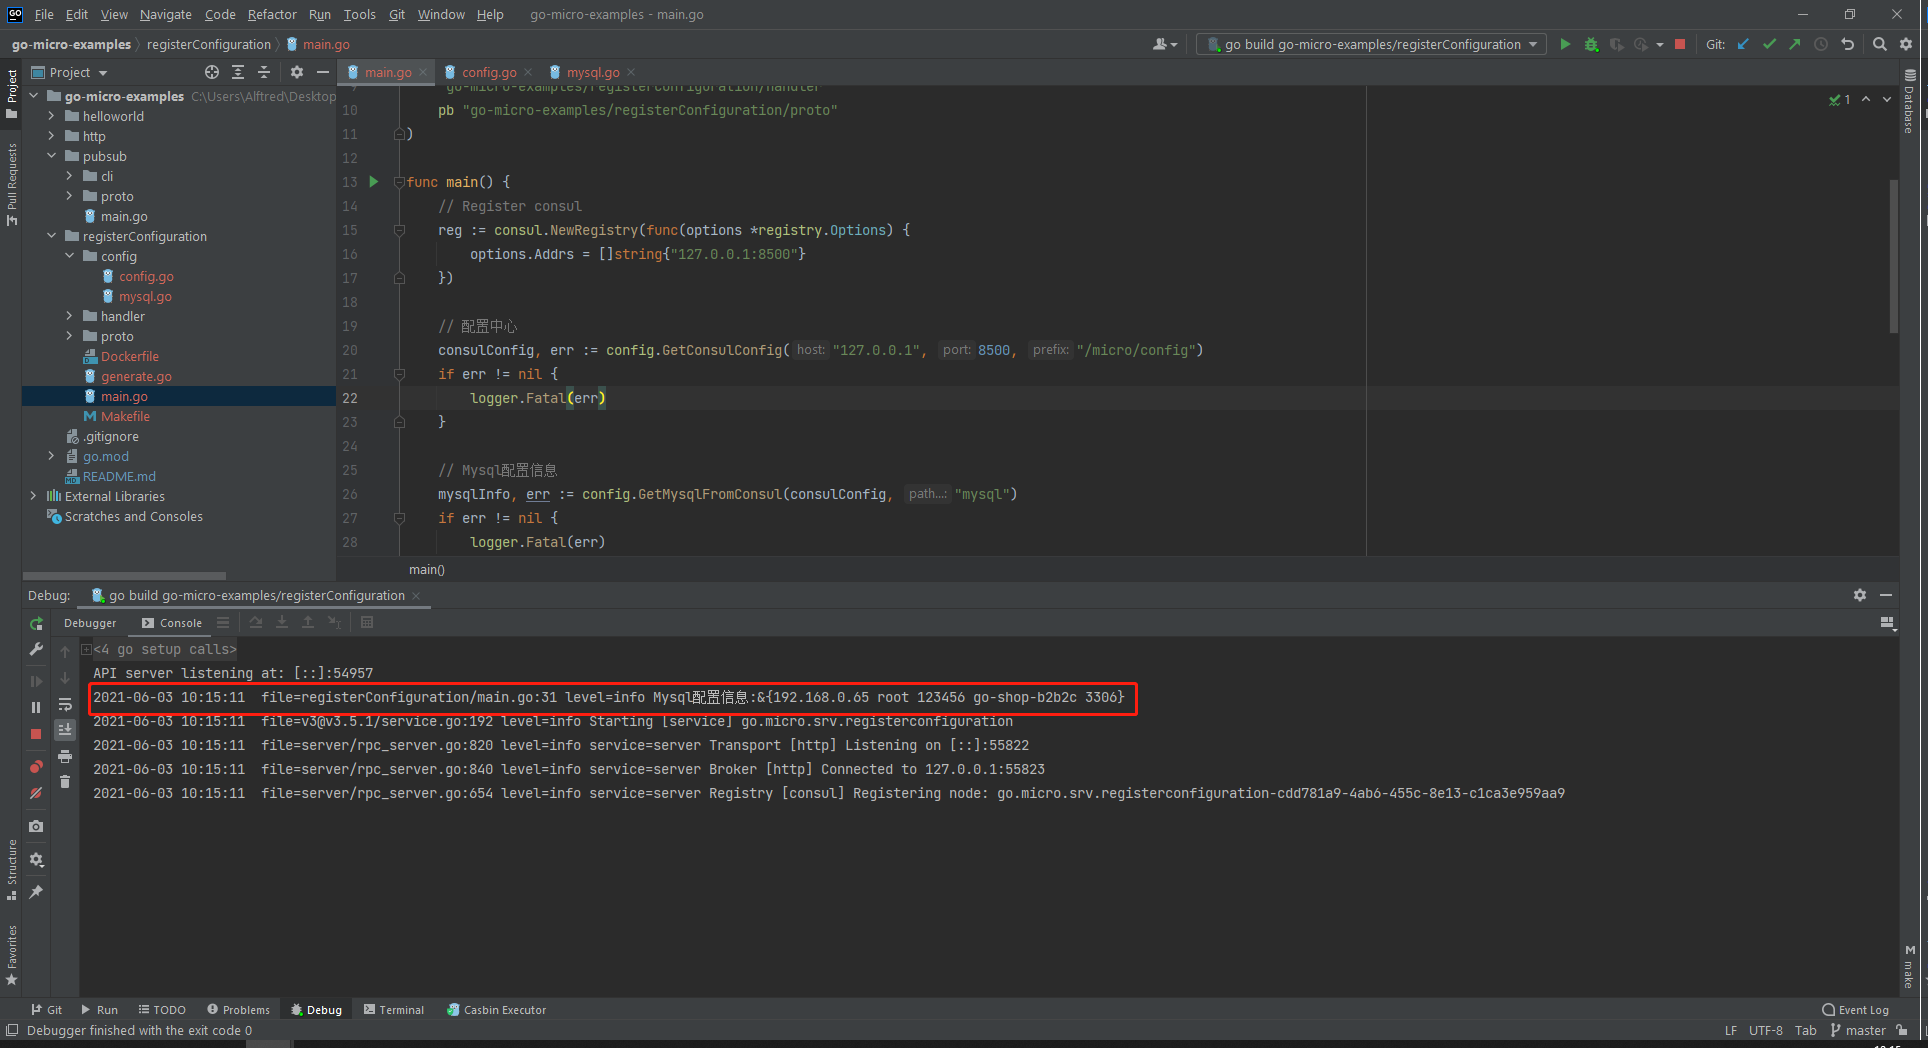 GO File Edit View Navigate Code Refactor Run Tools Git Window Help go-micro-examples - main.go
go-micro-examples registerConfiguration main.go go build go-micro-examples/registerConfiguration Git:
Project
main.go config.go mysql.go
go-micro-examples C:\Users\Alftred\Desktop
helloworld
http
pubsub
cli
proto
main.go
registerConfiguration
config
config.go
mysql.go
handler
proto
Dockerfile
generate.go
main.go
Makefile
.gitignore
go.mod
README.md
External Libraries
Scratches and Consoles
Project
Pull Requests
Structure
Favorites
Database
make
1
9 "go-micro-examples/registerConfiguration/handler"
10 pb "go-micro-examples/registerConfiguration/proto"
11 )
12
13 func main() {
14 // Register consul
15 reg := consul.NewRegistry(func(options *registry.Options) {
16 options.Addrs = []string{"127.0.0.1:8500"}
17 })
18
19 // 配置中心
20 consulConfig, err := config.GetConsulConfig( host: "127.0.0.1", port: 8500, prefix: "/micro/config")
21 if err != nil {
22 logger.Fatal(err)
23 }
24
25 // Mysql配置信息
26 mysqlInfo, err := config.GetMysqlFromConsul(consulConfig, path...: "mysql")
27 if err != nil {
28 logger.Fatal(err)
main()
Debug: go build go-micro-examples/registerConfiguration
Debugger Console
<4 go setup calls>
API server listening at: [::]:54957
2021-06-03 10:15:11 file=registerConfiguration/main.go:31 level=info Mysql配置信息:&{192.168.0.65 root 123456 go-shop-b2b2c 3306}
2021-06-03 10:15:11 file=v3@v3.5.1/service.go:192 level=info Starting [service] go.micro.srv.registerconfiguration
2021-06-03 10:15:11 file=server/rpc_server.go:820 level=info service=server Transport [http] Listening on [::]:55822
2021-06-03 10:15:11 file=server/rpc_server.go:840 level=info service=server Broker [http] Connected to 127.0.0.1:55823
2021-06-03 10:15:11 file=server/rpc_server.go:654 level=info service=server Registry [consul] Registering node: go.micro.srv.registerconfiguration-cdd781a9-4ab6-455c-8e13-c1ca3e959aa9
Git Run TODO Problems Debug Terminal Casbin Executor Event Log
Debugger finished with the exit code 0 LF UTF-8 Tab master